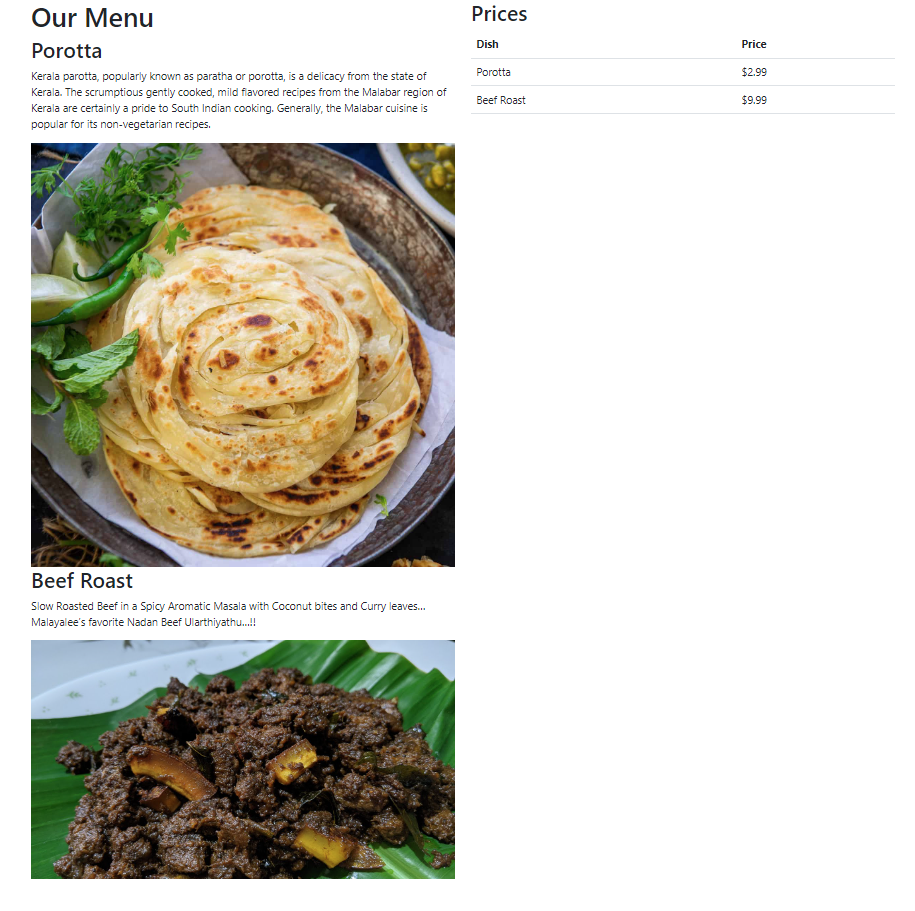 Our Menu
Porotta
Kerala parotta, popularly known as paratha or porotta, is a delicacy from the state of
Kerala. The scrumptious gently cooked, mild flavored recipes from the Malabar region of
Kerala are certainly a pride to South Indian cooking. Generally, the Malabar cuisine is
popular for its non-vegetarian recipes.
Beef Roast
Slow Roasted Beef in a Spicy Aromatic Masala with Coconut bites and Curry leaves...
Malayalee's favorite Nadan Beef Ularthiyathu...!!
Prices
Dish Price
Porotta $2.99
Beef Roast $9.99